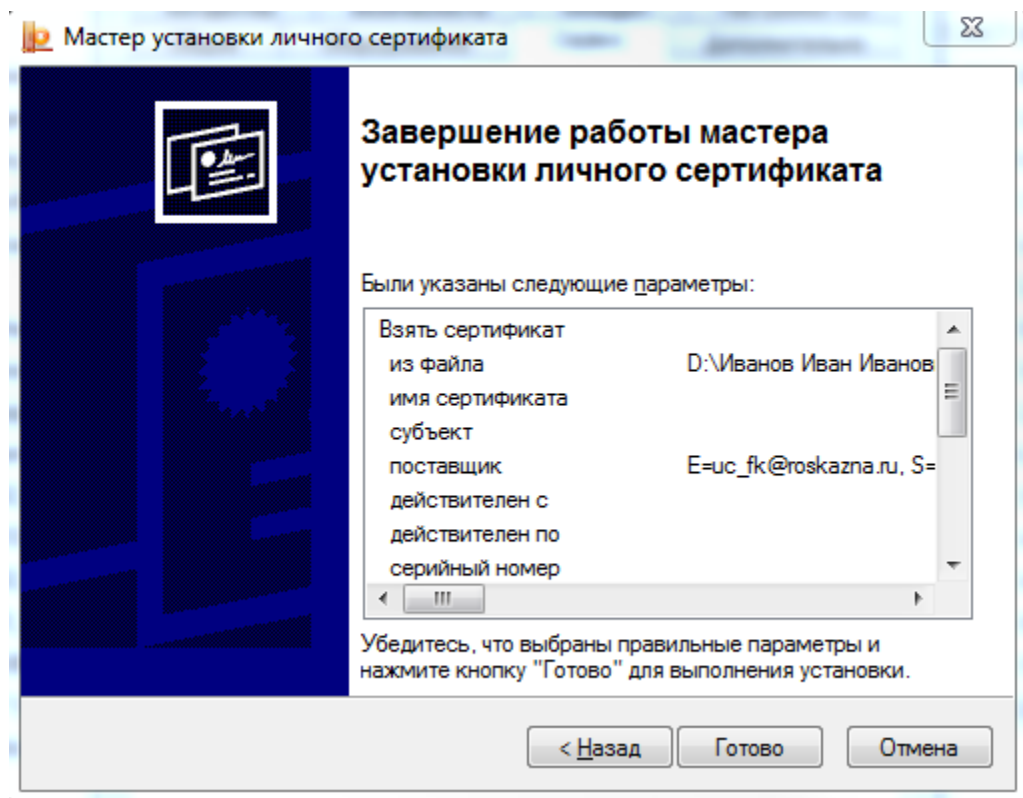 Мастер установки личного сертификата
Завершение работы мастера
установки личного сертификата
Были указаны следующие параметры:
Взять сертификат
из файла D:\Иванов Иван Иванов
имя сертификата
субъект
поставщик E=uc_fk@roskazna.ru, S=
действителен с
действителен по
серийный номер
Убедитесь, что выбраны правильные параметры и
нажмите кнопку "Готово" для выполнения установки.
< Назад Готово Отмена